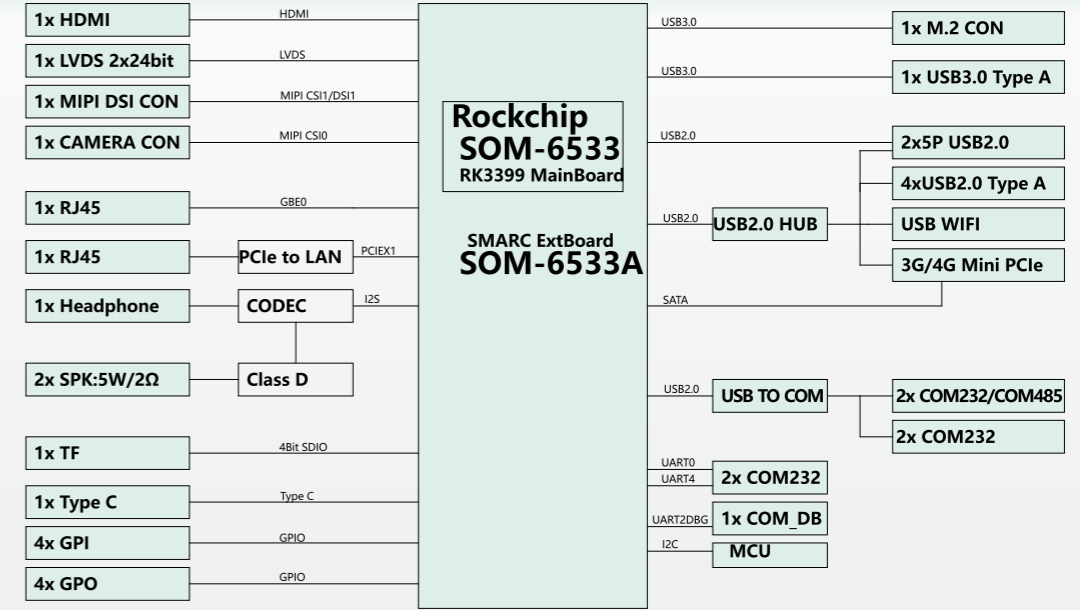 1x HDMI
HDMI
1x LVDS 2x24bit
LVDS
1x MIPI DSI CON
MIPI CSI1/DSI1
1x CAMERA CON
MIPI CSI0
1x RJ45
GBE0
1x RJ45
PCIe to LAN
PCIEX1
1x Headphone
CODEC
I2S
2x SPK:5W/2Ω
Class D
1x TF
4Bit SDIO
1x Type C
Type C
4x GPI
GPIO
4x GPO
GPIO
Rockchip
SOM-6533
RK3399 MainBoard
SMARC ExtBoard
SOM-6533A
USB3.0
1x M.2 CON
USB3.0
1x USB3.0 Type A
USB2.0
2x5P USB2.0
4xUSB2.0 Type A
USB2.0
USB2.0 HUB
USB WIFI
3G/4G Mini PCIe
SATA
USB2.0
USB TO COM
2x COM232/COM485
2x COM232
UART0
UART4
2x COM232
UART2DBG
1x COM_DB
I2C
MCU